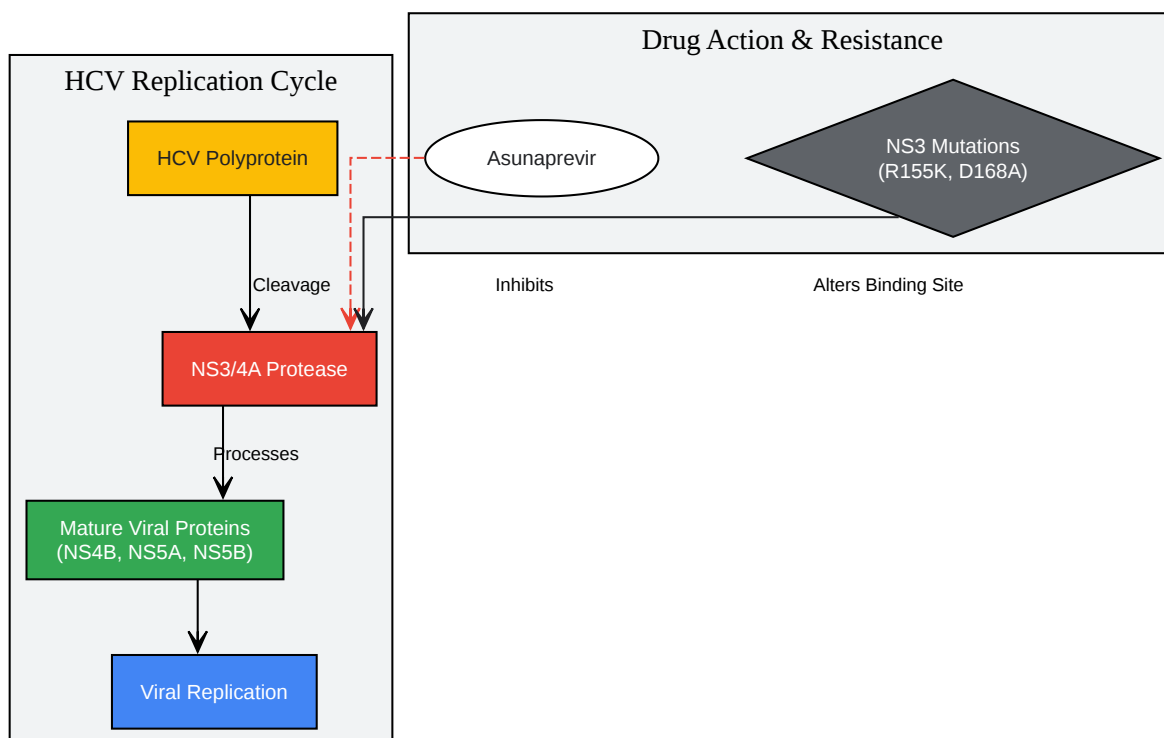 Drug Action & Resistance
HCV Replication Cycle
HCV Polyprotein
Asunaprevir
NS3 Mutations
(R155K, D168A)
Cleavage
Inhibits
Alters Binding Site
NS3/4A Protease
Processes
Mature Viral Proteins
(NS4B, NS5A, NS5B)
Viral Replication